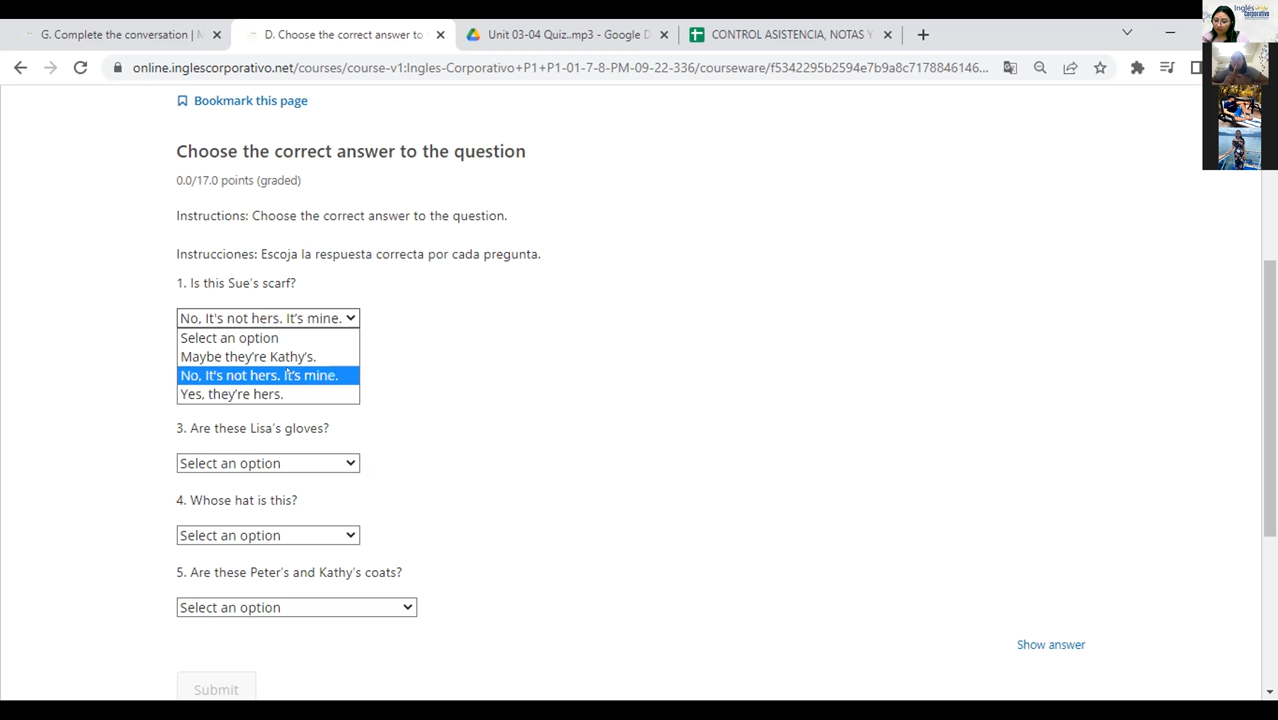 G. Complete the conversation | M
D. Choose the correct answer to
Unit 03-04 Quiz..mp3 - Google D
CONTROL ASISTENCIA, NOTAS Y
online.inglescorporativo.net/courses/course-v1:Ingles-Corporativo+P1+P1-01-7-8-PM-09-22-336/courseware/f5342295b2594e7b9a8c7178846146...
Inglés
Corporativo
Bookmark this page
Choose the correct answer to the question
0.0/17.0 points (graded)
Instructions: Choose the correct answer to the question.
Instrucciones: Escoja la respuesta correcta por cada pregunta.
1. Is this Sue's scarf?
No, It's not hers. It's mine.
Select an option
Maybe they're Kathy's.
No, It's not hers. It's mine.
Yes, they're hers.
3. Are these Lisa's gloves?
Select an option
4. Whose hat is this?
Select an option
5. Are these Peter's and Kathy's coats?
Select an option
Show answer
Submit